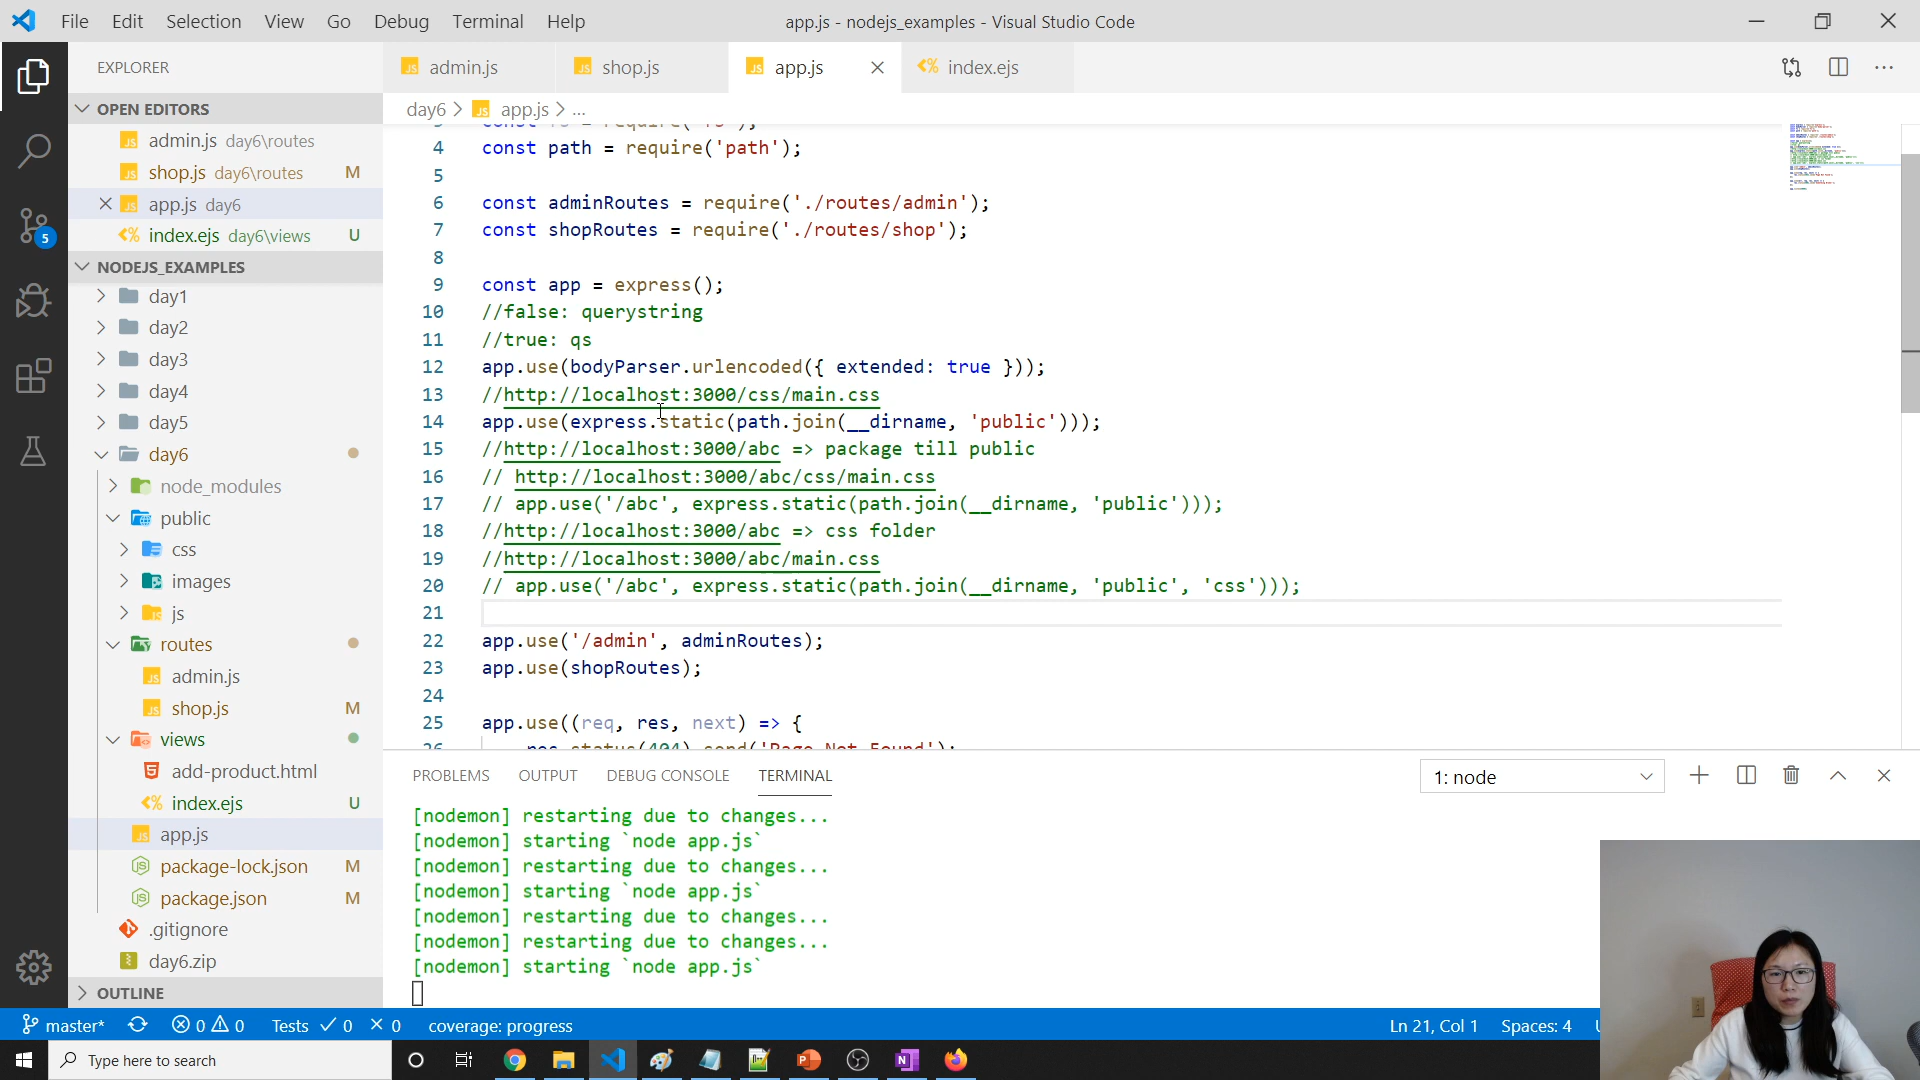 File Edit Selection View Go Debug Terminal Help
app.js - nodejs_examples - Visual Studio Code
EXPLORER
OPEN EDITORS
admin.js day6\routes
shop.js day6\routes M
app.js day6
index.ejs day6\views U
NODEJS_EXAMPLES
day1
day2
day3
day4
day5
day6
node_modules
public
css
images
js
routes
admin.js
shop.js M
views
add-product.html
index.ejs U
app.js
package-lock.json M
package.json M
.gitignore
day6.zip
OUTLINE
admin.js shop.js app.js index.ejs
day6 > app.js > ...
4 const path = require('path');
5
6 const adminRoutes = require('./routes/admin');
7 const shopRoutes = require('./routes/shop');
8
9 const app = express();
10 //false: querystring
11 //true: qs
12 app.use(bodyParser.urlencoded({ extended: true }));
13 //http://localhost:3000/css/main.css
14 app.use(express.static(path.join(__dirname, 'public')));
15 //http://localhost:3000/abc => package till public
16 // http://localhost:3000/abc/css/main.css
17 // app.use('/abc', express.static(path.join(__dirname, 'public')));
18 //http://localhost:3000/abc => css folder
19 //http://localhost:3000/abc/main.css
20 // app.use('/abc', express.static(path.join(__dirname, 'public', 'css')));
21
22 app.use('/admin', adminRoutes);
23 app.use(shopRoutes);
24
25 app.use((req, res, next) => {
26 res.status(404).send('Page Not Found');
PROBLEMS OUTPUT DEBUG CONSOLE TERMINAL
1: node
[nodemon] restarting due to changes...
[nodemon] starting `node app.js`
[nodemon] restarting due to changes...
[nodemon] starting `node app.js`
[nodemon] restarting due to changes...
[nodemon] restarting due to changes...
[nodemon] starting `node app.js`
5
master* 0 0 Tests 0 0 coverage: progress
Ln 21, Col 1 Spaces: 4
Type here to search